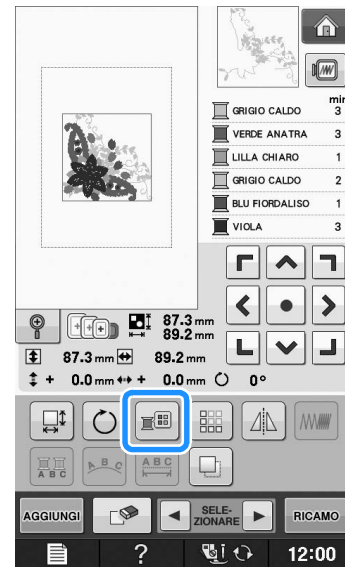 min
GRIGIO CALDO 3
VERDE ANATRA 3
LILLA CHIARO 1
GRIGIO CALDO 2
BLU FIORDALISO 1
VIOLA 3
87.3 mm
89.2 mm
87.3 mm 89.2 mm
+ 0.0 mm + 0.0 mm 0°
A B C
A B C
A B C
AGGIUNGI
SELE-
ZIONARE
RICAMO
? 12:00